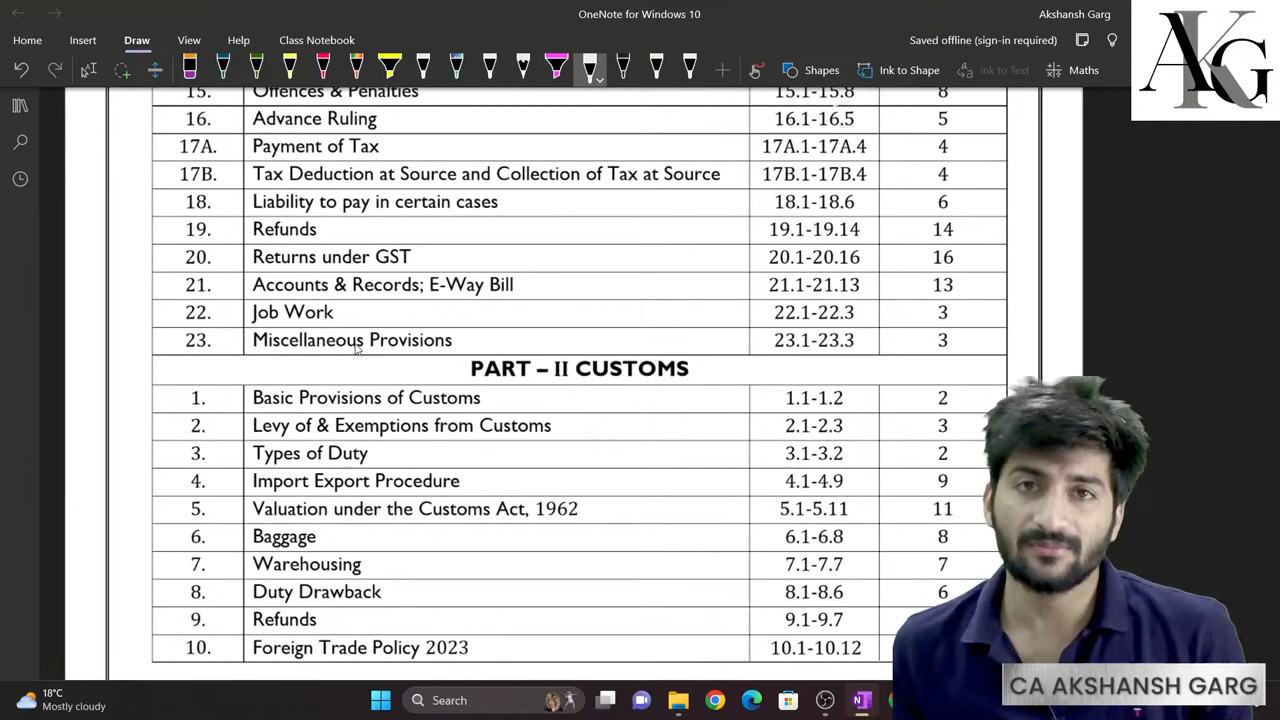 OneNote for Windows 10
Akshansh Garg
Home Insert Draw View Help Class Notebook
Saved offline (sign-in required)
Shapes Ink to Shape Ink to Text Maths
AKG
15. Offences & Penalties 15.1-15.8 8
16. Advance Ruling 16.1-16.5 5
17A. Payment of Tax 17A.1-17A.4 4
17B. Tax Deduction at Source and Collection of Tax at Source 17B.1-17B.4 4
18. Liability to pay in certain cases 18.1-18.6 6
19. Refunds 19.1-19.14 14
20. Returns under GST 20.1-20.16 16
21. Accounts & Records; E-Way Bill 21.1-21.13 13
22. Job Work 22.1-22.3 3
23. Miscellaneous Provisions 23.1-23.3 3
PART – II CUSTOMS
1. Basic Provisions of Customs 1.1-1.2 2
2. Levy of & Exemptions from Customs 2.1-2.3 3
3. Types of Duty 3.1-3.2 2
4. Import Export Procedure 4.1-4.9 9
5. Valuation under the Customs Act, 1962 5.1-5.11 11
6. Baggage 6.1-6.8 8
7. Warehousing 7.1-7.7 7
8. Duty Drawback 8.1-8.6 6
9. Refunds 9.1-9.7
10. Foreign Trade Policy 2023 10.1-10.12
CA AKSHANSH GARG
18°C
Mostly cloudy
Search